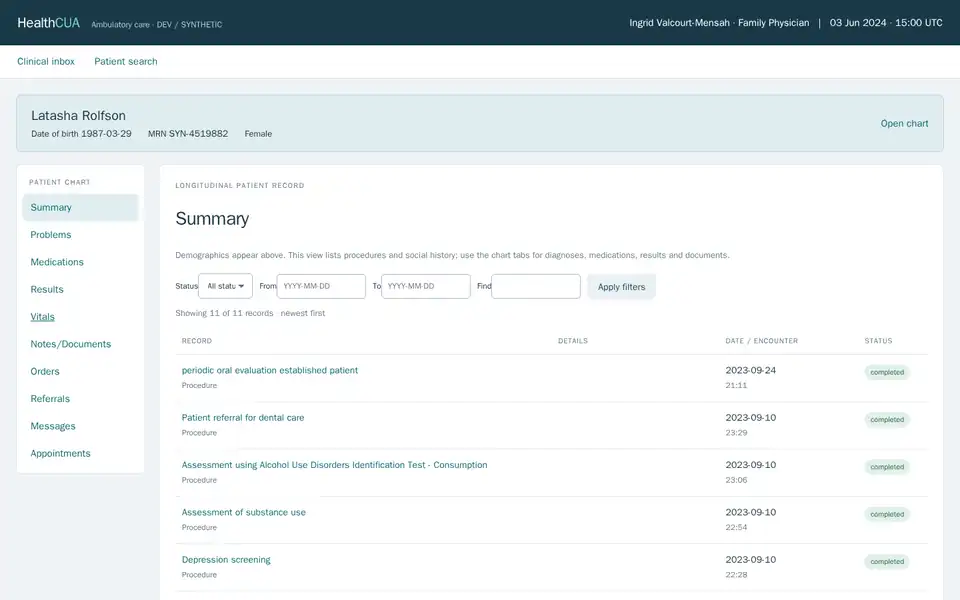 HealthCUA Ambulatory care · DEV / SYNTHETIC Ingrid Valcourt-Mensah · Family Physician | 03 Jun 2024 · 15:00 UTC
Clinical inbox Patient search
Latasha Rolfson
Date of birth 1987-03-29 MRN SYN-4519882 Female
Open chart
PATIENT CHART
Summary
Problems
Medications
Results
Vitals
Notes/Documents
Orders
Referrals
Messages
Appointments
LONGITUDINAL PATIENT RECORD
Summary
Demographics appear above. This view lists procedures and social history; use the chart tabs for diagnoses, medications, results and documents.
Status All statu From YYYY-MM-DD To YYYY-MM-DD Find Apply filters
Showing 11 of 11 records · newest first
RECORD DETAILS DATE / ENCOUNTER STATUS
periodic oral evaluation established patient 2023-09-24 completed
Procedure 21:11
Patient referral for dental care 2023-09-10 completed
Procedure 23:29
Assessment using Alcohol Use Disorders Identification Test - Consumption 2023-09-10 completed
Procedure 23:06
Assessment of substance use 2023-09-10 completed
Procedure 22:54
Depression screening 2023-09-10 completed
Procedure 22:28